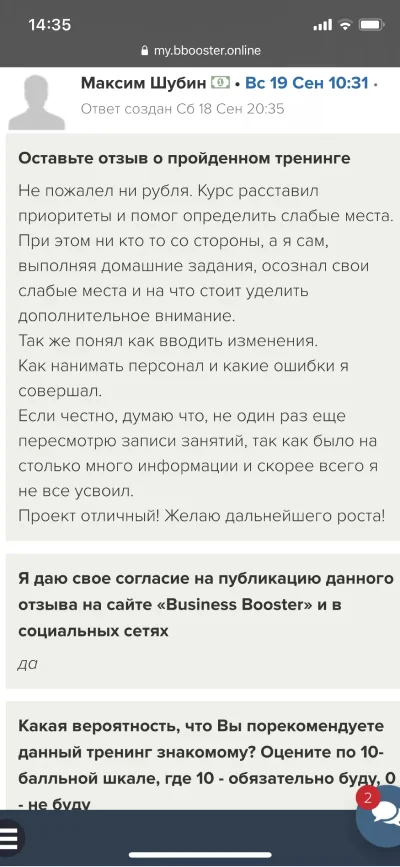 14:35
my.bbooster.online
Максим Шубин • Вс 19 Сен 10:31 •
Ответ создан Сб 18 Сен 20:35
Оставьте отзыв о пройденном тренинге
Не пожалел ни рубля. Курс расставил
приоритеты и помог определить слабые места.
При этом ни кто то со стороны, а я сам,
выполняя домашние задания, осознал свои
слабые места и на что стоит уделить
дополнительное внимание.
Так же понял как вводить изменения.
Как нанимать персонал и какие ошибки я
совершал.
Если честно, думаю что, не один раз еще
пересмотрю записи занятий, так как было на
столько много информации и скорее всего я
не все усвоил.
Проект отличный! Желаю дальнейшего роста!
Я даю свое согласие на публикацию данного
отзыва на сайте «Business Booster» и в
социальных сетях
да
Какая вероятность, что Вы порекомендуете
данный тренинг знакомому? Оцените по 10-
балльной шкале, где 10 - обязательно буду, 0
- не буду
2